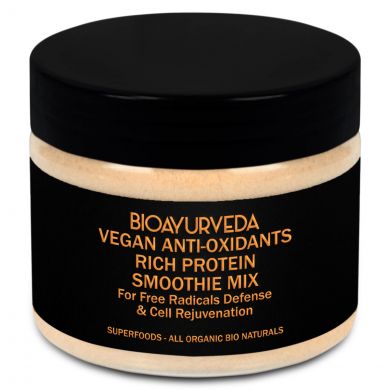 BIOAYURVEDA
VEGAN ANTI-OXIDANTS
RICH PROTEIN
SMOOTHIE MIX
For Free Radicals Defense
& Cell Rejuvenation
SUPERFOODS - ALL ORGANIC BIO NATURALS